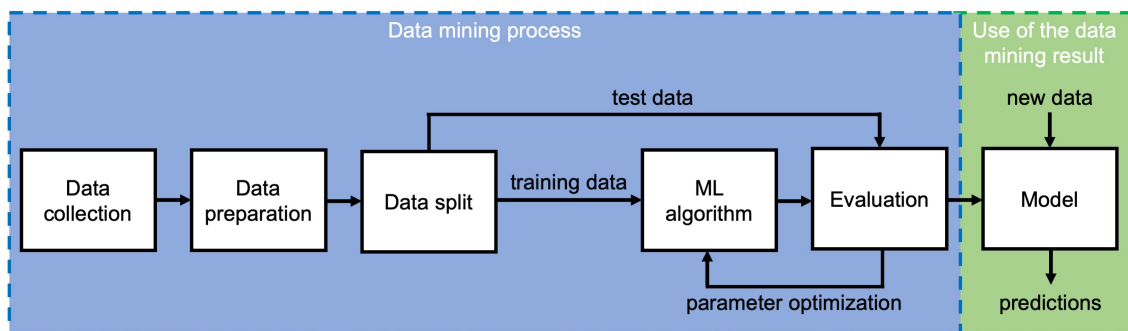 Data mining process
Use of the data
mining result
test data
new data
Data
collection
Data
preparation
Data split
training data
ML
algorithm
Evaluation
Model
parameter optimization
predictions